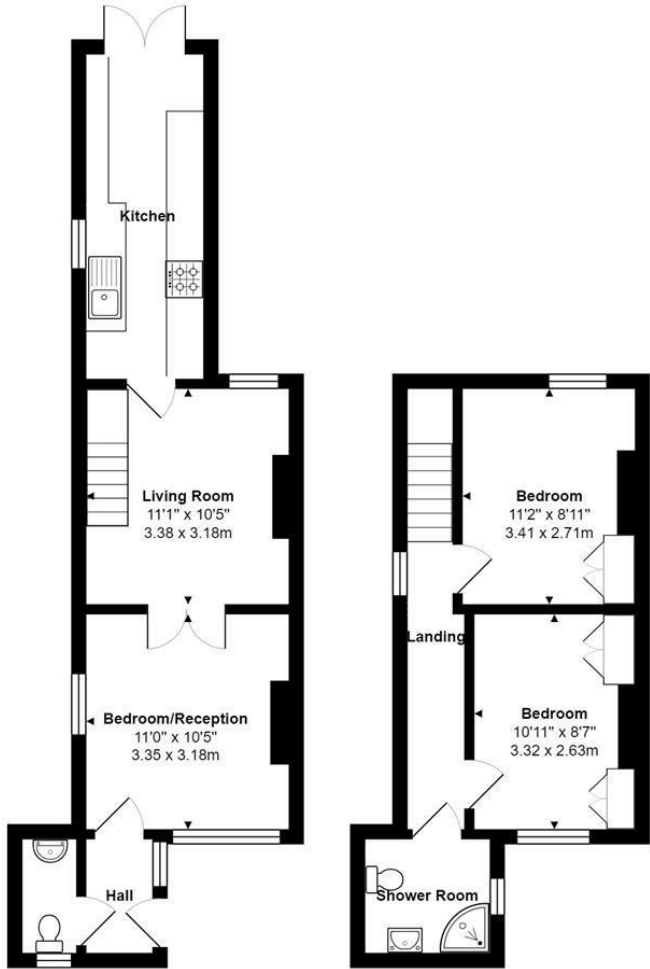 Kitchen
Living Room
11'1" x 10'5"
3.38 x 3.18m
Bedroom/Reception
11'0" x 10'5"
3.35 x 3.18m
Hall
Bedroom
11'2" x 8'11"
3.41 x 2.71m
Landing
Bedroom
10'11" x 8'7"
3.32 x 2.63m
Shower Room